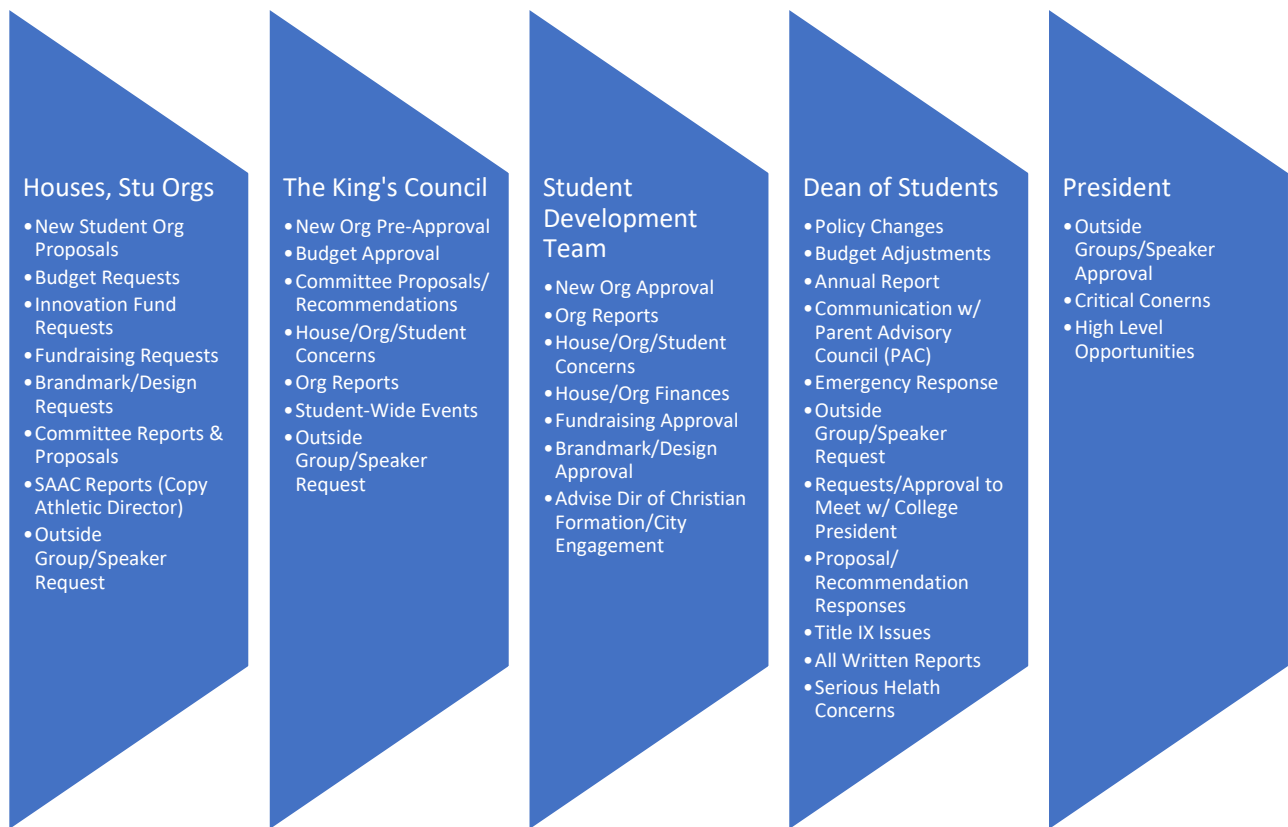 Houses, Stu Orgs
•New Student Org
Proposals
•Budget Requests
•Innovation Fund
Requests
•Fundraising Requests
•Brandmark/Design
Requests
•Committee Reports &
Proposals
•SAAC Reports (Copy
Athletic Director)
•Outside
Group/Speaker
Request
The King's Council
•New Org Pre-Approval
•Budget Approval
•Committee Proposals/
Recommendations
•House/Org/Student
Concerns
•Org Reports
•Student-Wide Events
•Outside
Group/Speaker
Request
Student
Development
Team
•New Org Approval
•Org Reports
•House/Org/Student
Concerns
•House/Org Finances
•Fundraising Approval
•Brandmark/Design
Approval
•Advise Dir of Christian
Formation/City
Engagement
Dean of Students
•Policy Changes
•Budget Adjustments
•Annual Report
•Communication w/
Parent Advisory
Council (PAC)
•Emergency Response
•Outside
Group/Speaker
Request
•Requests/Approval to
Meet w/ College
President
•Proposal/
Recommendation
Responses
•Title IX Issues
•All Written Reports
•Serious Helath
Concerns
President
•Outside
Groups/Speaker
Approval
•Critical Conerns
•High Level
Opportunities